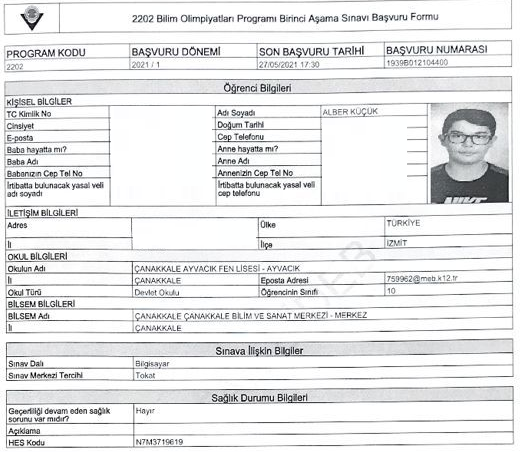 2202 Bilim Olimpiyatları Programı Birinci Aşama Sınavı Başvuru Formu
PROGRAM KODU BAŞVURU DÖNEMİ SON BAŞVURU TARİHİ BAŞVURU NUMARASI
2202 2021 / 1 27/05/2021 17:30 1939B012104400
Öğrenci Bilgileri
KİŞİSEL BİLGİLER
TC Kimlik No Adı Soyadı ALBER KÜÇÜK
Cinsiyet Doğum Tarihi
E-posta Cep Telefonu
Baba hayatta mı? Anne hayatta mı?
Baba Adı Anne Adı
Babanızın Cep Tel No Annenizin Cep Tel No
İrtibatta bulunacak yasal veli İrtibatta bulunacak yasal veli
adı soyadı cep telefonu
İLETİŞİM BİLGİLERİ
Adres Ülke TÜRKİYE
İl İlçe İZMİT
OKUL BİLGİLERİ
Okulun Adı ÇANAKKALE AYVACIK FEN LİSESİ - AYVACIK
İl ÇANAKKALE Eposta Adresi 759962@meb.k12.tr
Okul Türü Devlet Okulu Öğrencinin Sınıfı 10
BİLSEM BİLGİLERİ
BİLSEM Adı ÇANAKKALE ÇANAKKALE BİLİM VE SANAT MERKEZİ - MERKEZ
İl ÇANAKKALE
Sınava İlişkin Bilgiler
Sınav Dalı Bilgisayar
Sınav Merkezi Tercihi Tokat
Sağlık Durumu Bilgileri
Geçerliliği devam eden sağlık Hayır
sorunu var mıdır?
Açıklama
HES Kodu N7M3719619